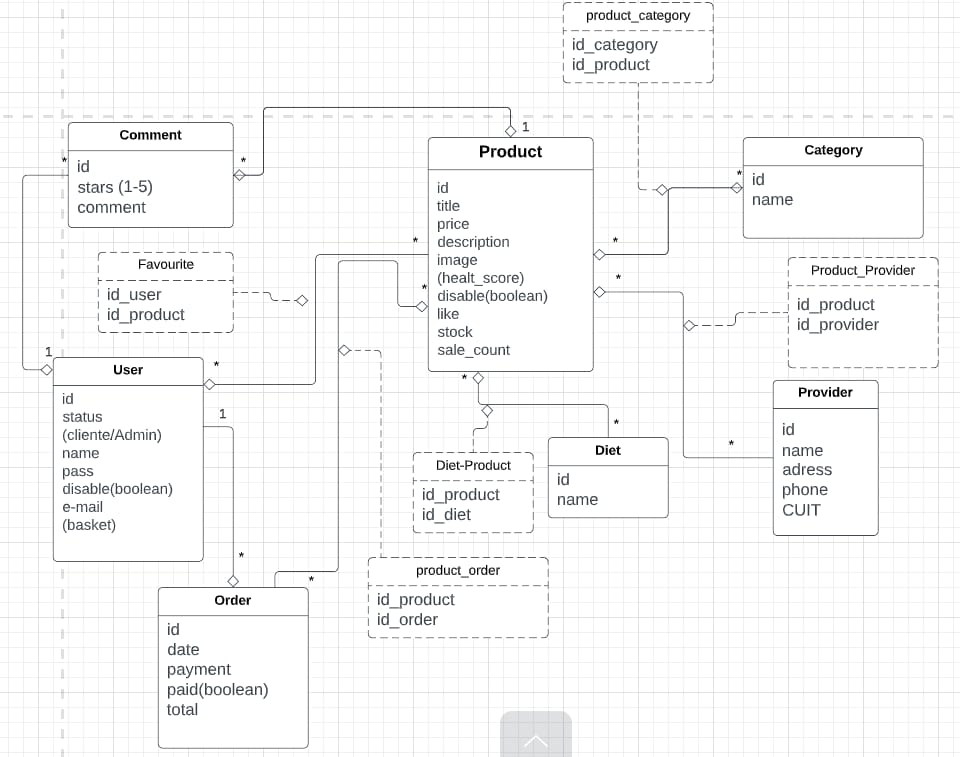 product_category
id_category
id_product
Comment
*
id
stars (1-5)
comment
*
1
Product
id
title
price
description
image
(healt_score)
disable(boolean)
like
stock
sale_count
Category
*
id
name
*
*
*
*
Favourite
id_user
id_product
Product_Provider
id_product
id_provider
1
User
id
status
(cliente/Admin)
name
pass
disable(boolean)
e-mail
(basket)
*
1
*
*
Diet
id
name
Diet-Product
id_product
id_diet
Provider
id
name
adress
phone
CUIT
*
*
*
Order
id
date
payment
paid(boolean)
total
product_order
id_product
id_order